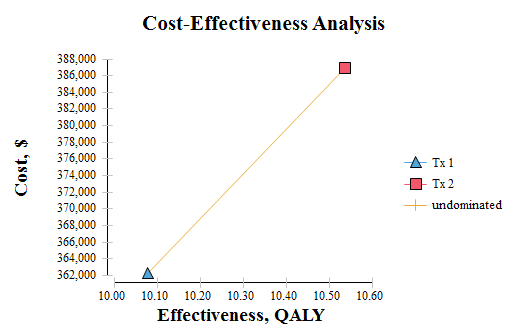 Cost-Effectiveness Analysis
388,000
386,000
384,000
382,000
380,000
378,000
376,000
374,000
372,000
370,000
368,000
366,000
364,000
362,000
Cost, $
10.00 10.10 10.20 10.30 10.40 10.50 10.60
Effectiveness, QALY
Tx 1
Tx 2
undominated